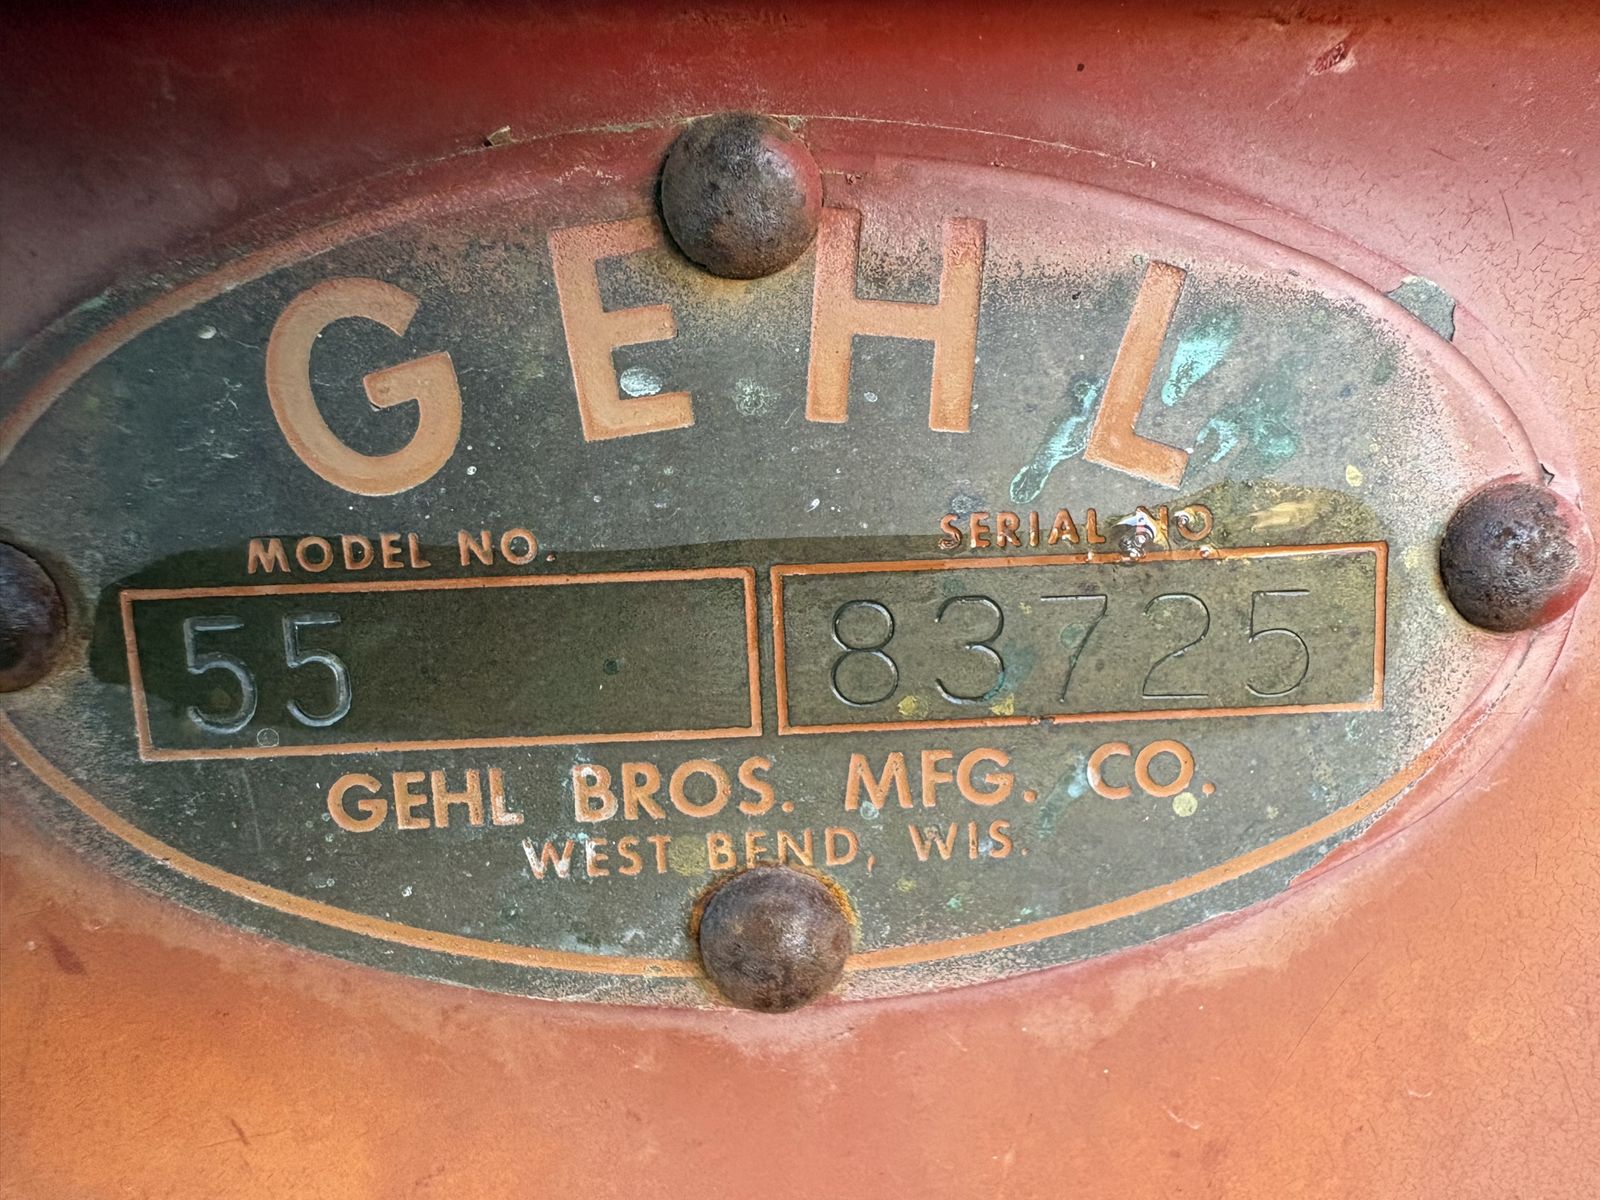 GEHL
MODEL NO. SERIAL NO
55 83725
GEHL BROS. MFG. CO.
WEST BEND, WIS.